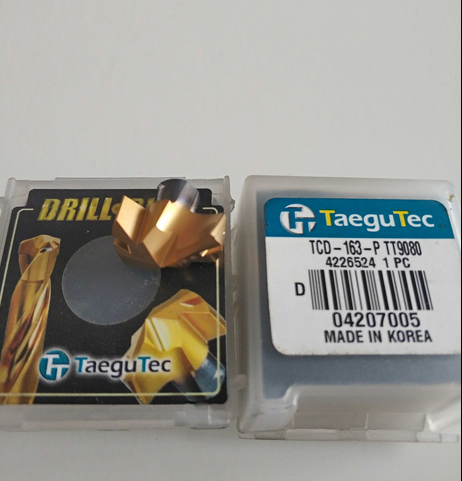 DRILL
TaeguTec
TaeguTec
TCD-163-P TT9080
4226524 1 PC
D
04207005
MADE IN KOREA